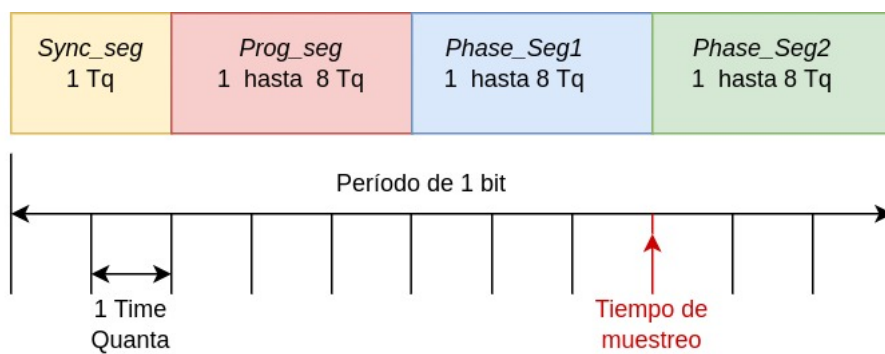 Sync_seg
1 Tq
Prog_seg
1 hasta 8 Tq
Phase_Seg1
1 hasta 8 Tq
Phase_Seg2
1 hasta 8 Tq
Período de 1 bit
1 Time
Quanta
Tiempo de
muestreo